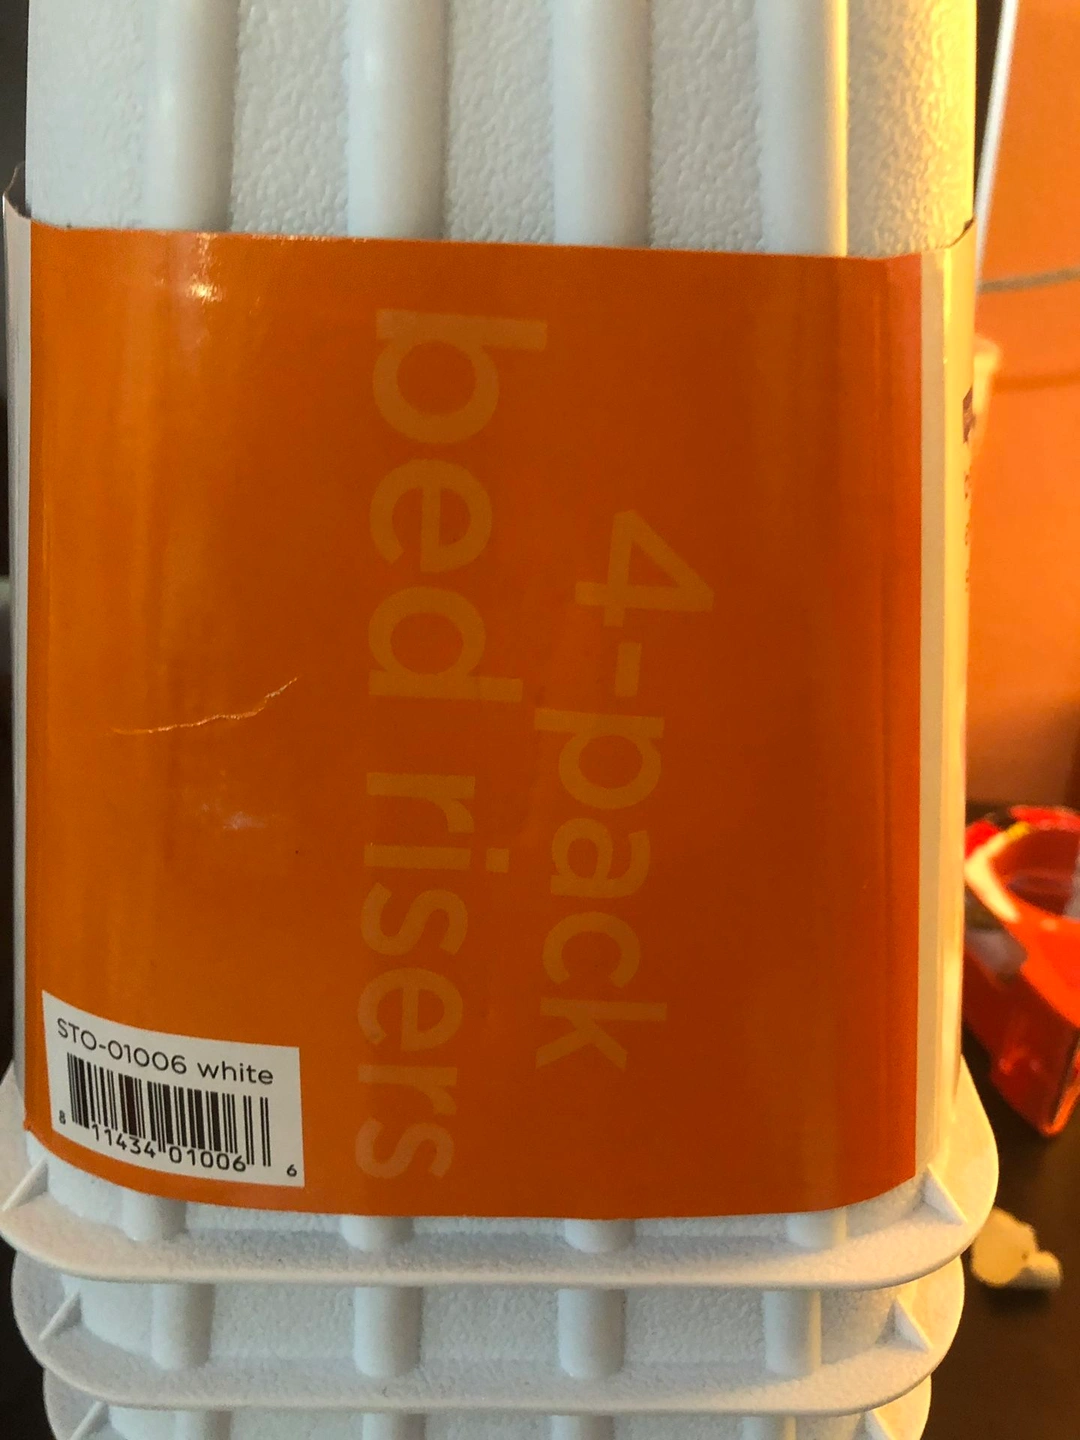 4-pack
bed risers
STO-01006 white
8 11434 01006 6